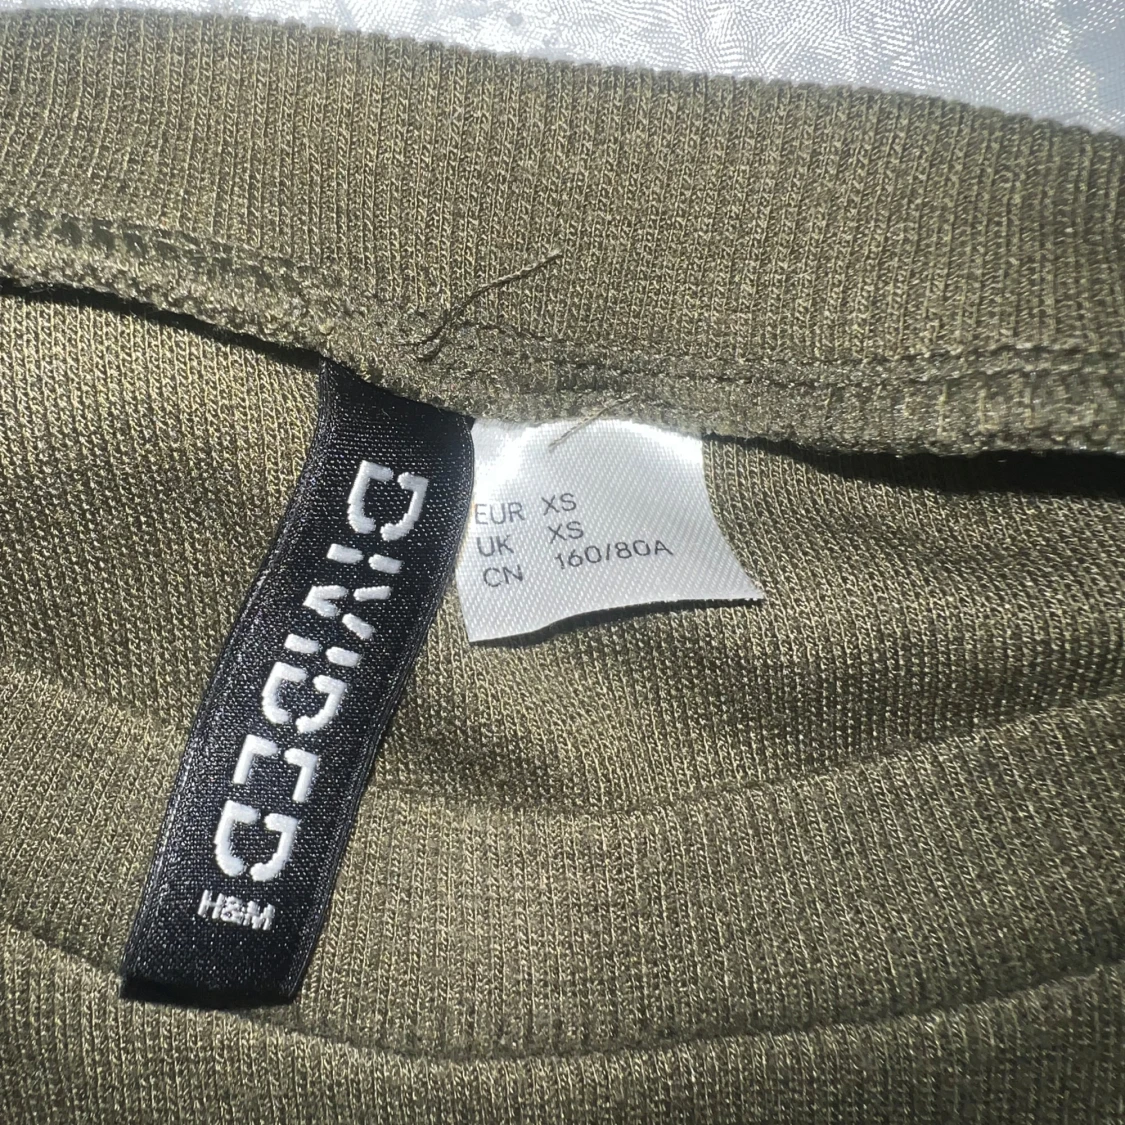 DIVIDED
H&M
EUR XS
UK XS
CN 160/80A